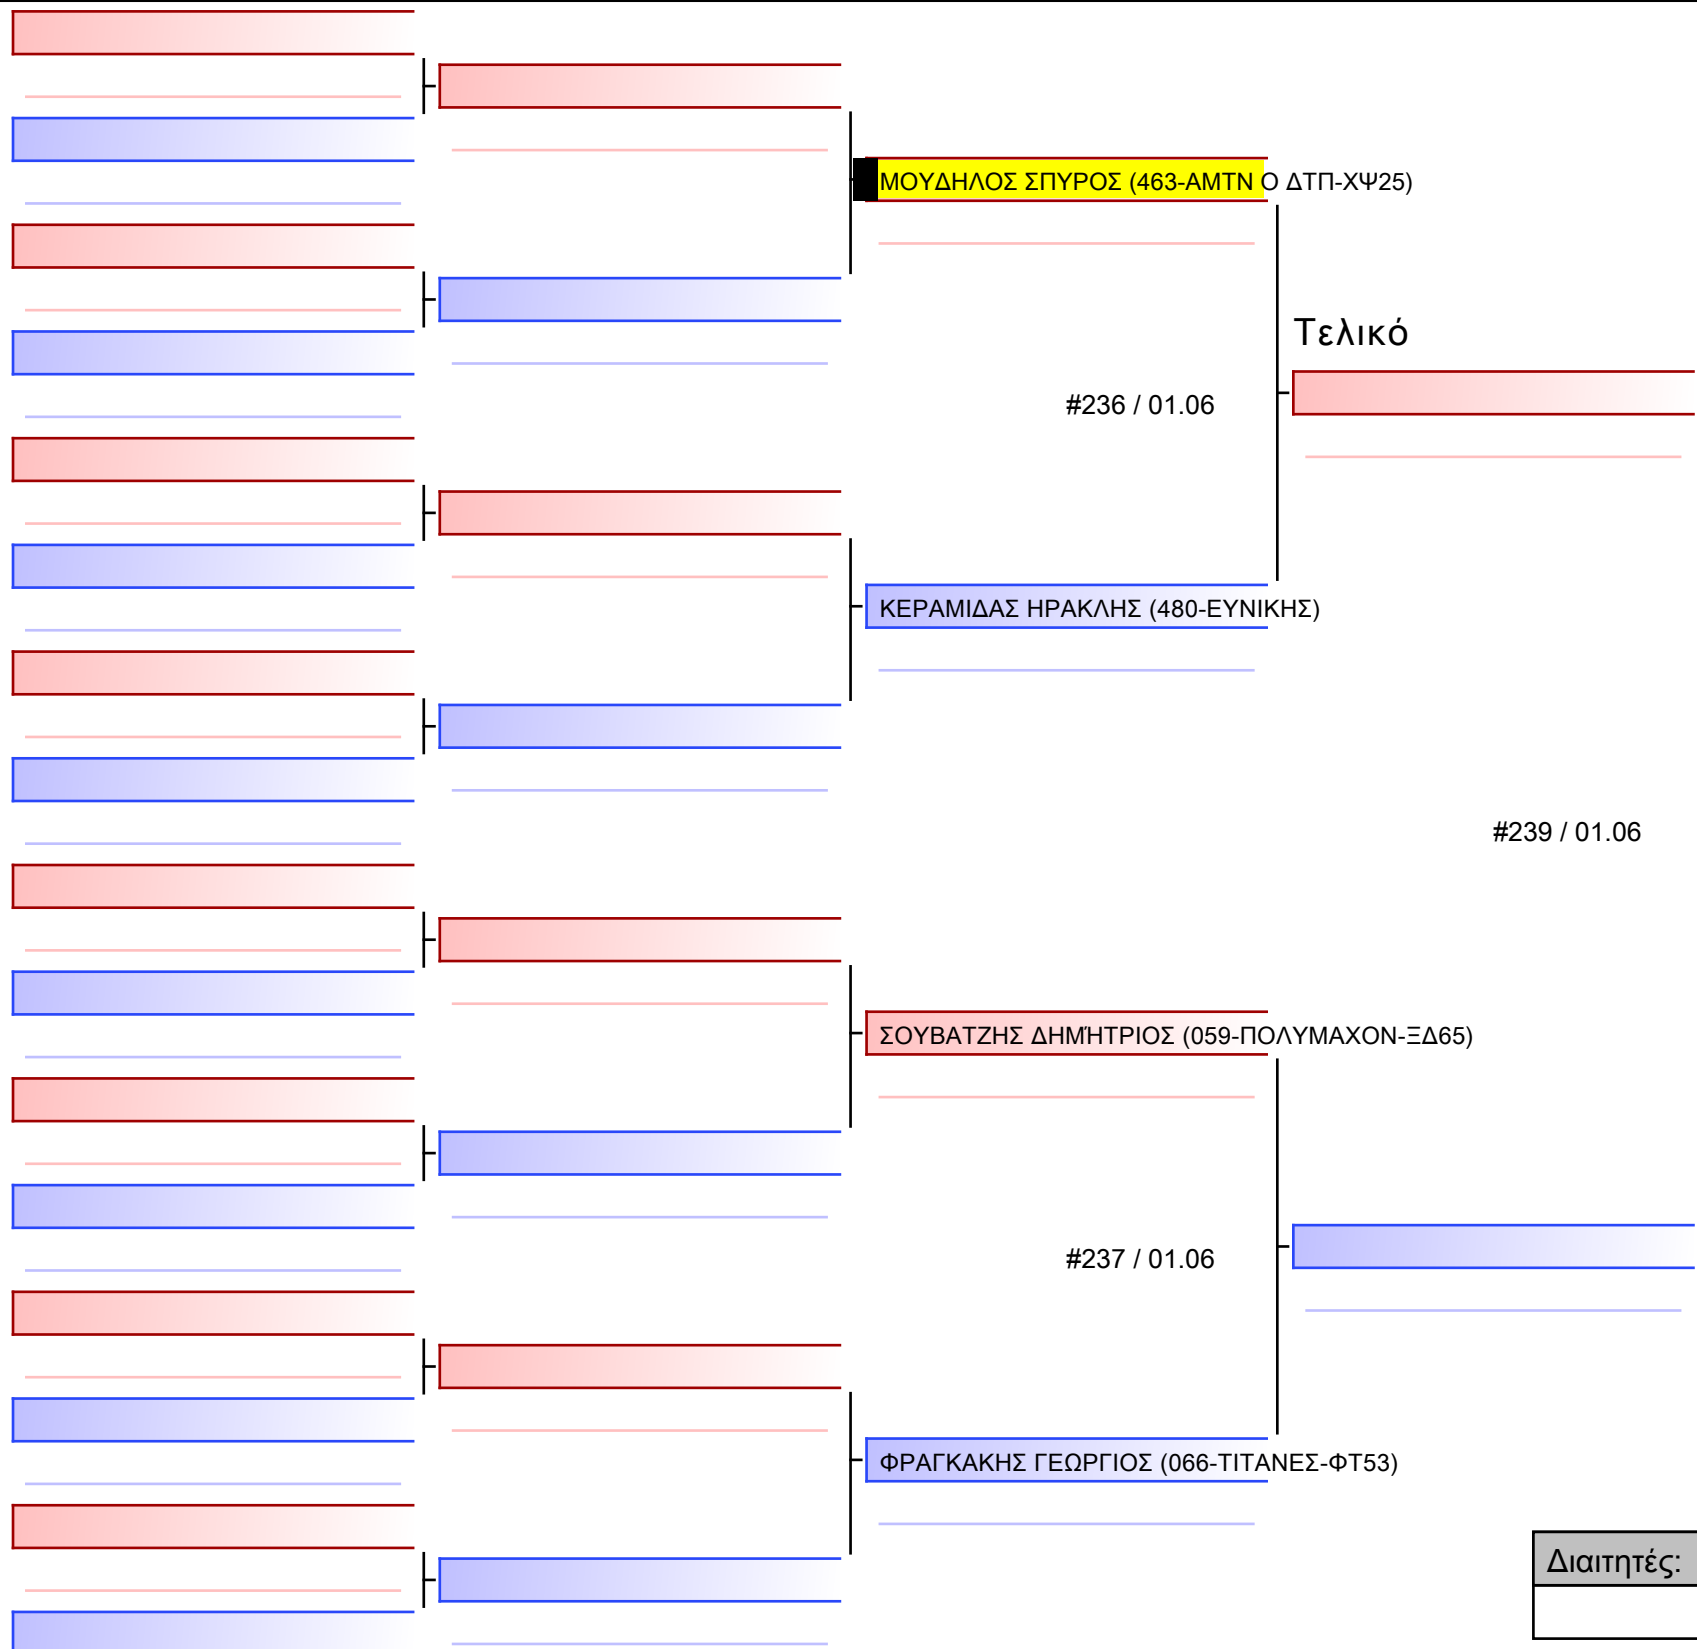 ΜΟΥΔΗΛΟΣ ΣΠΥΡΟΣ (463-ΑΜΤΝ Ο ΔΤΠ-ΧΨ25)
Τελικό
#236 / 01.06
ΚΕΡΑΜΙΔΑΣ ΗΡΑΚΛΗΣ (480-ΕΥΝΙΚΗΣ)
#239 / 01.06
ΣΟΥΒΑΤΖΗΣ ΔΗΜΉΤΡΙΟΣ (059-ΠΟΛΥΜΑΧΟΝ-ΞΔ65)
#237 / 01.06
ΦΡΑΓΚΑΚΗΣ ΓΕΩΡΓΙΟΣ (066-ΤΙΤΑΝΕΣ-ΦΤ53)
Διαιτητές: